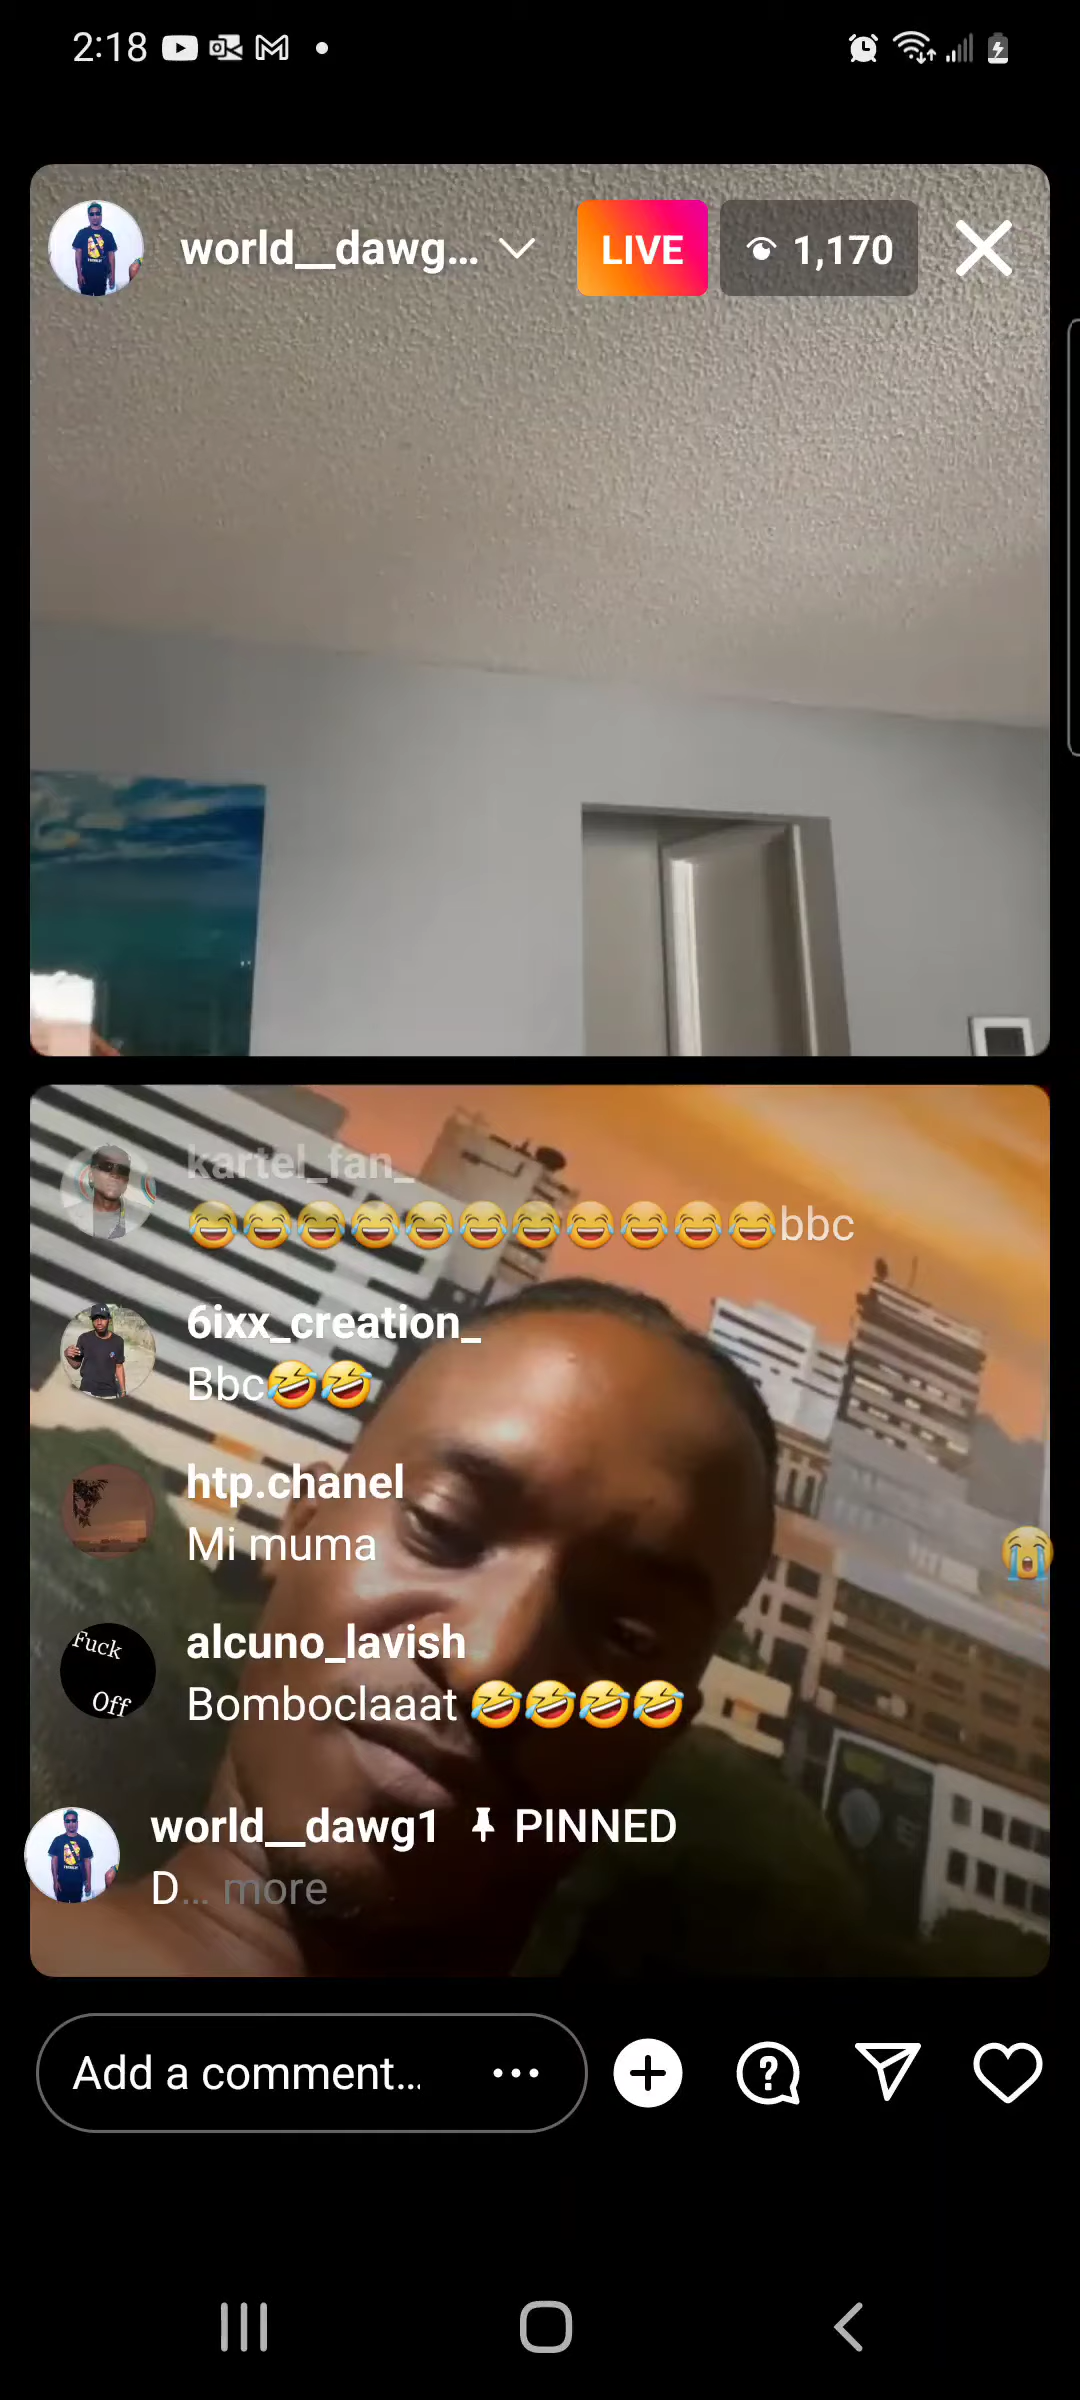 2:18
world__dawg...
LIVE
1,170
kartel_fan_
😂😂😂😂😂😂😂😂😂😂😂bbc
6ixx_creation_
Bbc🤣🤣
htp.chanel
Mi muma
Fuck
Off
alcuno_lavish
Bomboclaaat 🤣🤣🤣🤣
world__dawg1 PINNED
D... more
Add a comment...